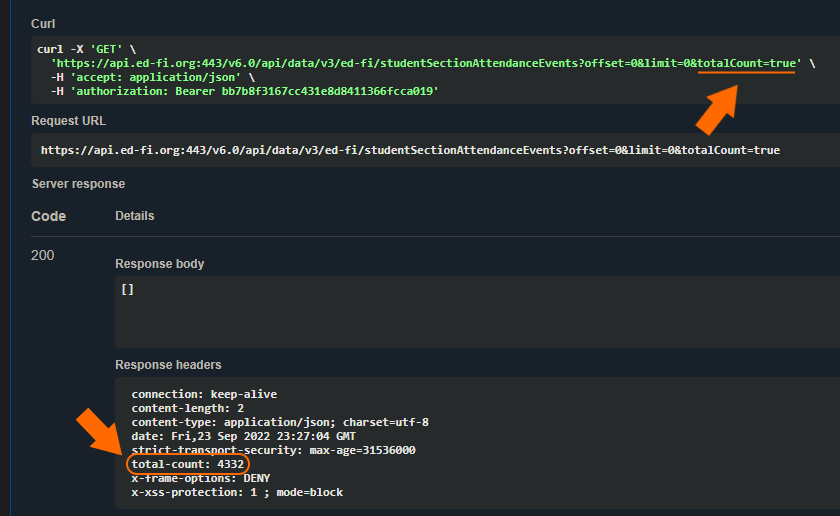 Curl
curl -X 'GET' \
'https://api.ed-fi.org:443/v6.0/api/data/v3/ed-fi/studentSectionAttendanceEvents?offset=0&limit=0&totalCount=true' \
-H 'accept: application/json' \
-H 'authorization: Bearer bb7b8f3167cc431e8d8411366fcca019'
Request URL
https://api.ed-fi.org:443/v6.0/api/data/v3/ed-fi/studentSectionAttendanceEvents?offset=0&limit=0&totalCount=true
Server response
Code Details
200
Response body
[]
Response headers
connection: keep-alive
content-length: 2
content-type: application/json; charset=utf-8
date: Fri,23 Sep 2022 23:27:04 GMT
strict-transport-security: max-age=31536000
total-count: 4332
x-frame-options: DENY
x-xss-protection: 1 ; mode=block